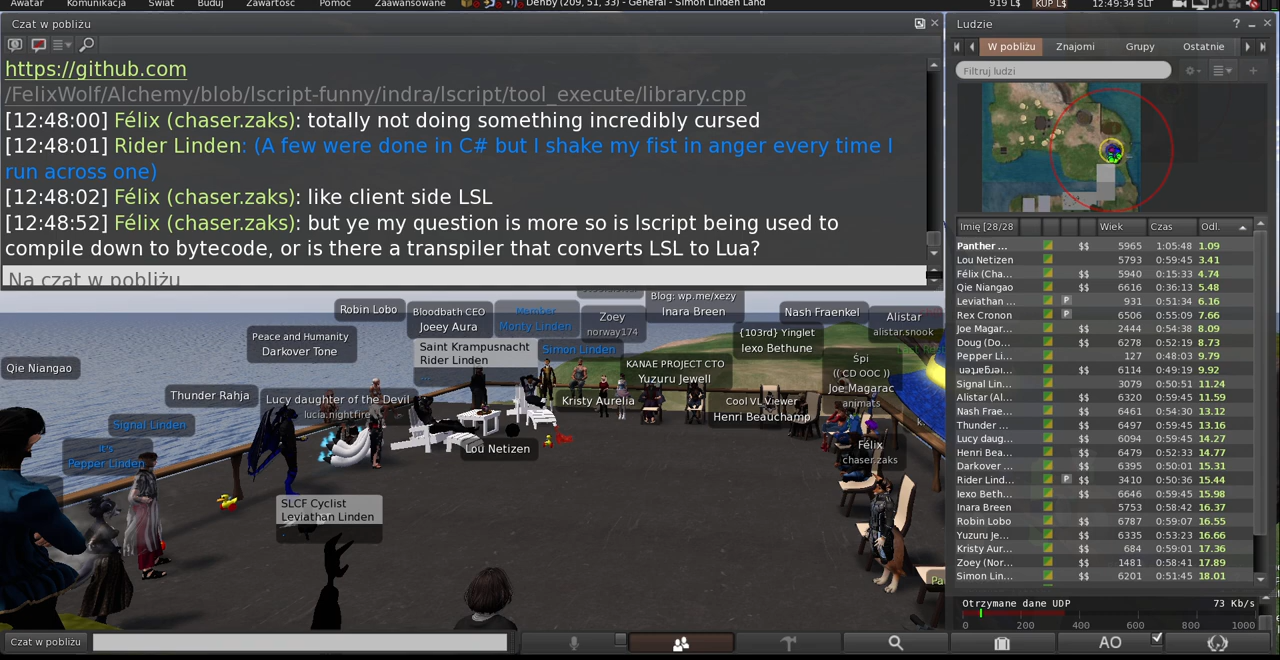 Awatar Komunikacja Świat Buduj Zawartość Pomoc Zaawansowane Denby (209, 51, 33) - General - Simon Linden Land 919 L$ KUP L$ 12:49:34 SLT
Czat w pobliżu
https://github.com
/FelixWolf/Alchemy/blob/lscript-funny/indra/lscript/tool_execute/library.cpp
[12:48:00] Félix (chaser.zaks): totally not doing something incredibly cursed
[12:48:01] Rider Linden: (A few were done in C# but I shake my fist in anger every time I
run across one)
[12:48:02] Félix (chaser.zaks): like client side LSL
[12:48:52] Félix (chaser.zaks): but ye my question is more so is lscript being used to
compile down to bytecode, or is there a transpiler that converts LSL to Lua?
Na czat w pobliżu
Robin Lobo
Bloodbath CEO
Joeey Aura
Member
Monty Linden
Zoey
norway174
Blog: wp.me/xezy
Inara Breen
Nash Fraenkel
Alistar
alistar.snook
Peace and Humanity
Darkover Tone
Saint Krampusnacht
Rider Linden
Simon Linden
{103rd} Yinglet
Iexo Bethune
Qie Niangao
KANAE PROJECT CTO
Yuzuru Jewell
Śpi
(( CD OOC ))
Joe Magarac
animats
Thunder Rahja
Lucy daughter of the Devil
lucia.nightfire
Kristy Aurelia
Cool VL Viewer
Henri Beauchamp
Signal Linden
It's
Pepper Linden
Lou Netizen
Félix
chaser.zaks
SLCF Cyclist
Leviathan Linden
Pa
Czat w pobliżu
Ludzie
W pobliżu Znajomi Grupy Ostatnie
Filtruj ludzi
Imię [28/28 Wiek Czas Odl.
Panther ... $$ 5965 1:05:48 1.09
Lou Netizen 5793 0:59:45 3.41
Félix (Cha... $$ 5940 0:15:33 4.74
Qie Niangao $$ 6616 0:36:13 5.48
Leviathan ... P 931 0:51:34 6.16
Rex Cronon P 6506 0:55:09 7.66
Joe Magar... $$ 2444 0:54:38 8.09
Doug (Do... $$ 6278 0:52:19 8.73
Pepper Li... 127 0:48:03 9.79
$$ 6114 0:49:19 9.92
Signal Lin... 3079 0:50:51 11.24
Alistar (Al... $$ 6320 0:59:45 11.59
Nash Frae... $$ 6461 0:54:30 13.12
Thunder ... $$ 6497 0:59:45 13.16
Lucy daug... $$ 6094 0:59:45 14.27
Henri Bea... $$ 6479 0:52:33 14.77
Darkover ... $$ 6395 0:50:01 15.31
Rider Lind... P $$ 3410 0:50:36 15.44
Iexo Beth... $$ 6646 0:59:45 15.98
Inara Breen 5753 0:58:42 16.37
Robin Lobo $$ 6787 0:59:07 16.55
Yuzuru Je... $$ 6335 0:53:23 16.66
Kristy Aur... $$ 684 0:59:01 17.36
Zoey (Nor... $$ 1481 0:58:41 17.89
Simon Lin... $$ 6201 0:51:45 18.01
Otrzymane dane UDP 73 Kb/s
0 200 400 600 800 1000
AO